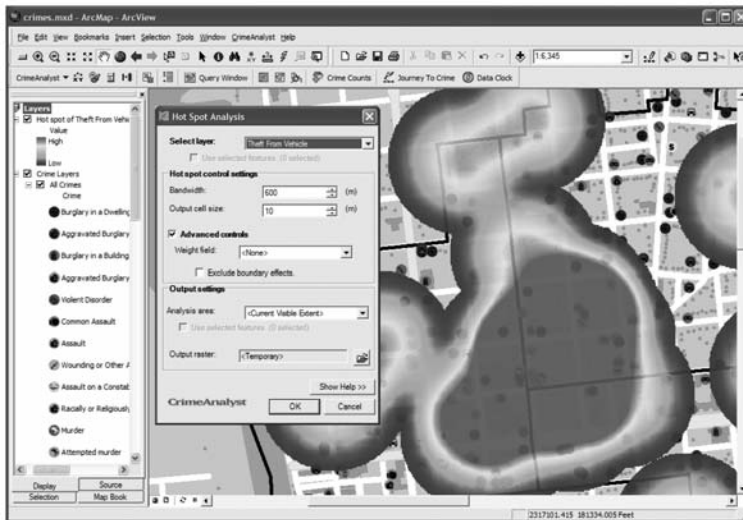 crimes.mxd - ArcMap - ArcView
File Edit View Bookmarks Insert Selection Tools Window CrimeAnalyst Help
1:6,345
CrimeAnalyst Query Window Crime Counts Journey To Crime Data Clock
Layers
Hot spot of Theft From Vehic
Value
High
Low
Crime Layers
All Crimes
Crime
Burglary in a Dwelling
Aggravated Burglary
Burglary in a Building
Aggravated Burglary
Violent Disorder
Common Assault
Assault
Wounding or Other A
Assault on a Constab
Racially or Religiously
Murder
Attempted murder
Display Source
Selection Map Book
Hot Spot Analysis
Select layer: Theft From Vehicle
Use selected features (0 selected)
Hot spot control settings
Bandwidth: 600 (m)
Output cell size: 10 (m)
Advanced controls
Weight field: <None>
Exclude boundary effects.
Output settings
Analysis area: <Current Visible Extent>
Use selected features (0 selected)
Output raster: <Temporary>
Show Help >>
CrimeAnalyst OK Cancel
2317101.415 181334.005 Feet